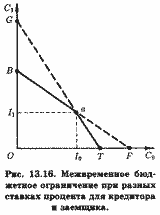 C₁
G
B
I₁
в
O
I₀
T
F
C₀
Рис. 13.16. Межвременное бюд-
жетное ограничение при разных
ставках процента для кредитора
и заемщика.